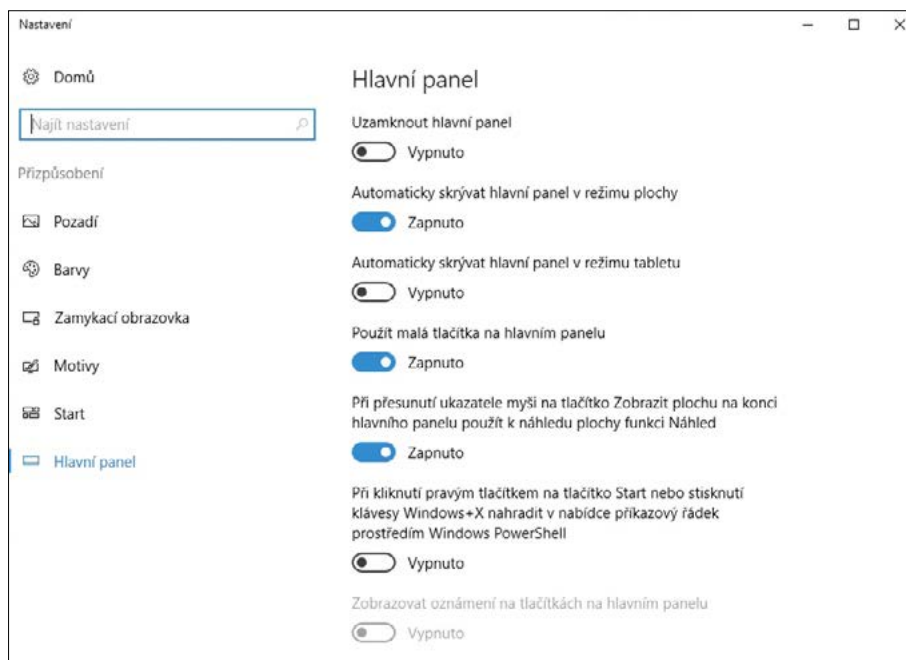 Nastavení
Domů
Najít nastavení
Přizpůsobení
Pozadí
Barvy
Zamykací obrazovka
Motivy
Start
Hlavní panel
Hlavní panel
Uzamknout hlavní panel
Vypnuto
Automaticky skrývat hlavní panel v režimu plochy
Zapnuto
Automaticky skrývat hlavní panel v režimu tabletu
Vypnuto
Použít malá tlačítka na hlavním panelu
Zapnuto
Při přesunutí ukazatele myši na tlačítko Zobrazit plochu na konci
hlavního panelu použít k náhledu plochy funkci Náhled
Zapnuto
Při kliknutí pravým tlačítkem na tlačítko Start nebo stisknutí
klávesy Windows+X nahradit v nabídce příkazový řádek
prostředím Windows PowerShell
Vypnuto
Zobrazovat oznámení na tlačítkách na hlavním panelu
Vypnuto